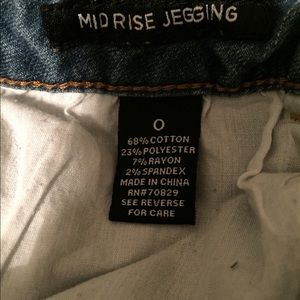 MID RISE JEGGING
0
68% COTTON
23% POLYESTER
7% RAYON
2% SPANDEX
MADE IN CHINA
RN#70829
SEE REVERSE
FOR CARE